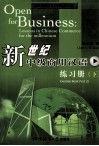 Open
for
Business:
Lessons in Chinese Commerce
for the millennium
新世纪
中级商用汉语
练习册(下)